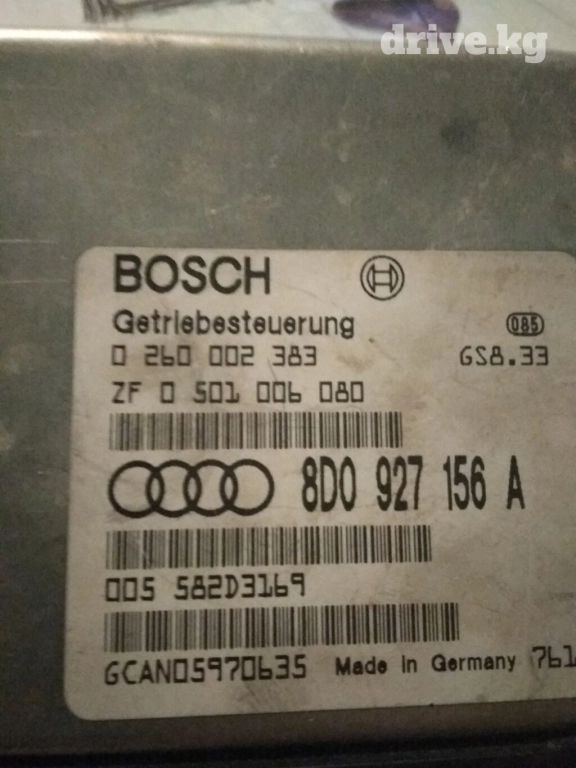 drive.kg
BOSCH
Getriebesteuerung 085
0 260 002 383 GS8.33
ZF 0 501 006 080
8D0 927 156 A
005 582D3169
GCAN05970635 Made in Germany 761